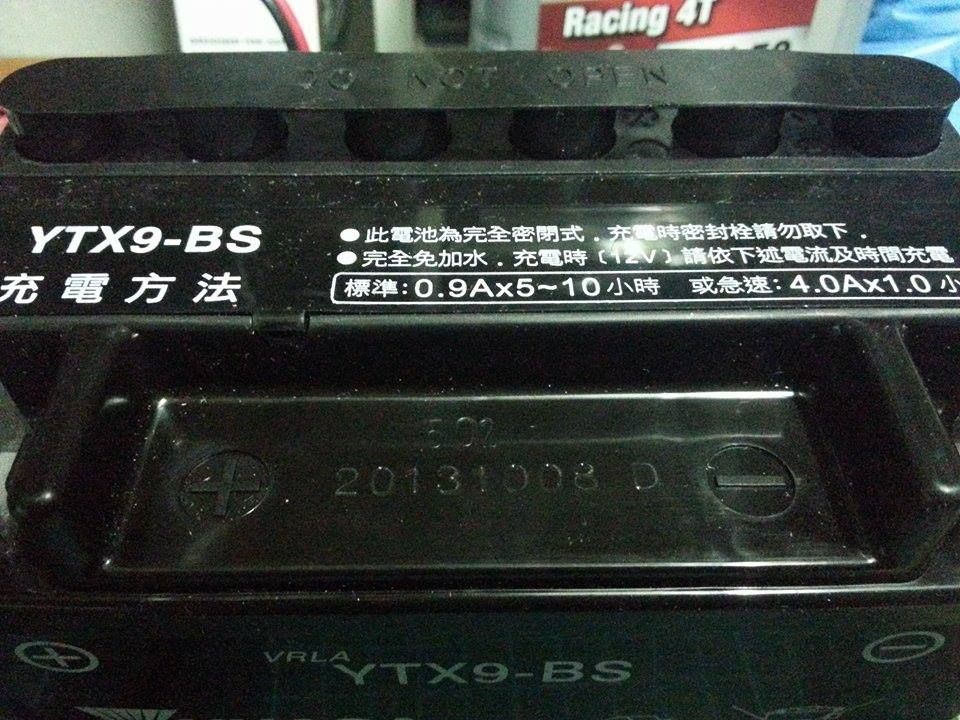 Racing 4T
DO NOT OPEN
YTX9-BS
充電方法
●此電池為完全密閉式．充電時密封栓請勿取下．
●完全免加水．充電時（12V）請依下述電流及時間充電
標準：0.9Ax5~10小時 或急速：4.0Ax1.0小
20131008 D
VRLA YTX9-BS